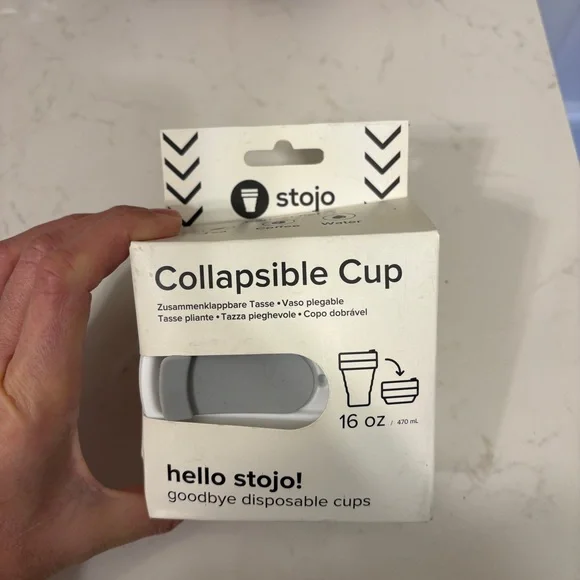 stojo
Coffee Water
Collapsible Cup
Zusammenklappbare Tasse • Vaso plegable
Tasse pliante • Tazza pieghevole • Copo dobrável
16 oz / 470 mL
hello stojo!
goodbye disposable cups